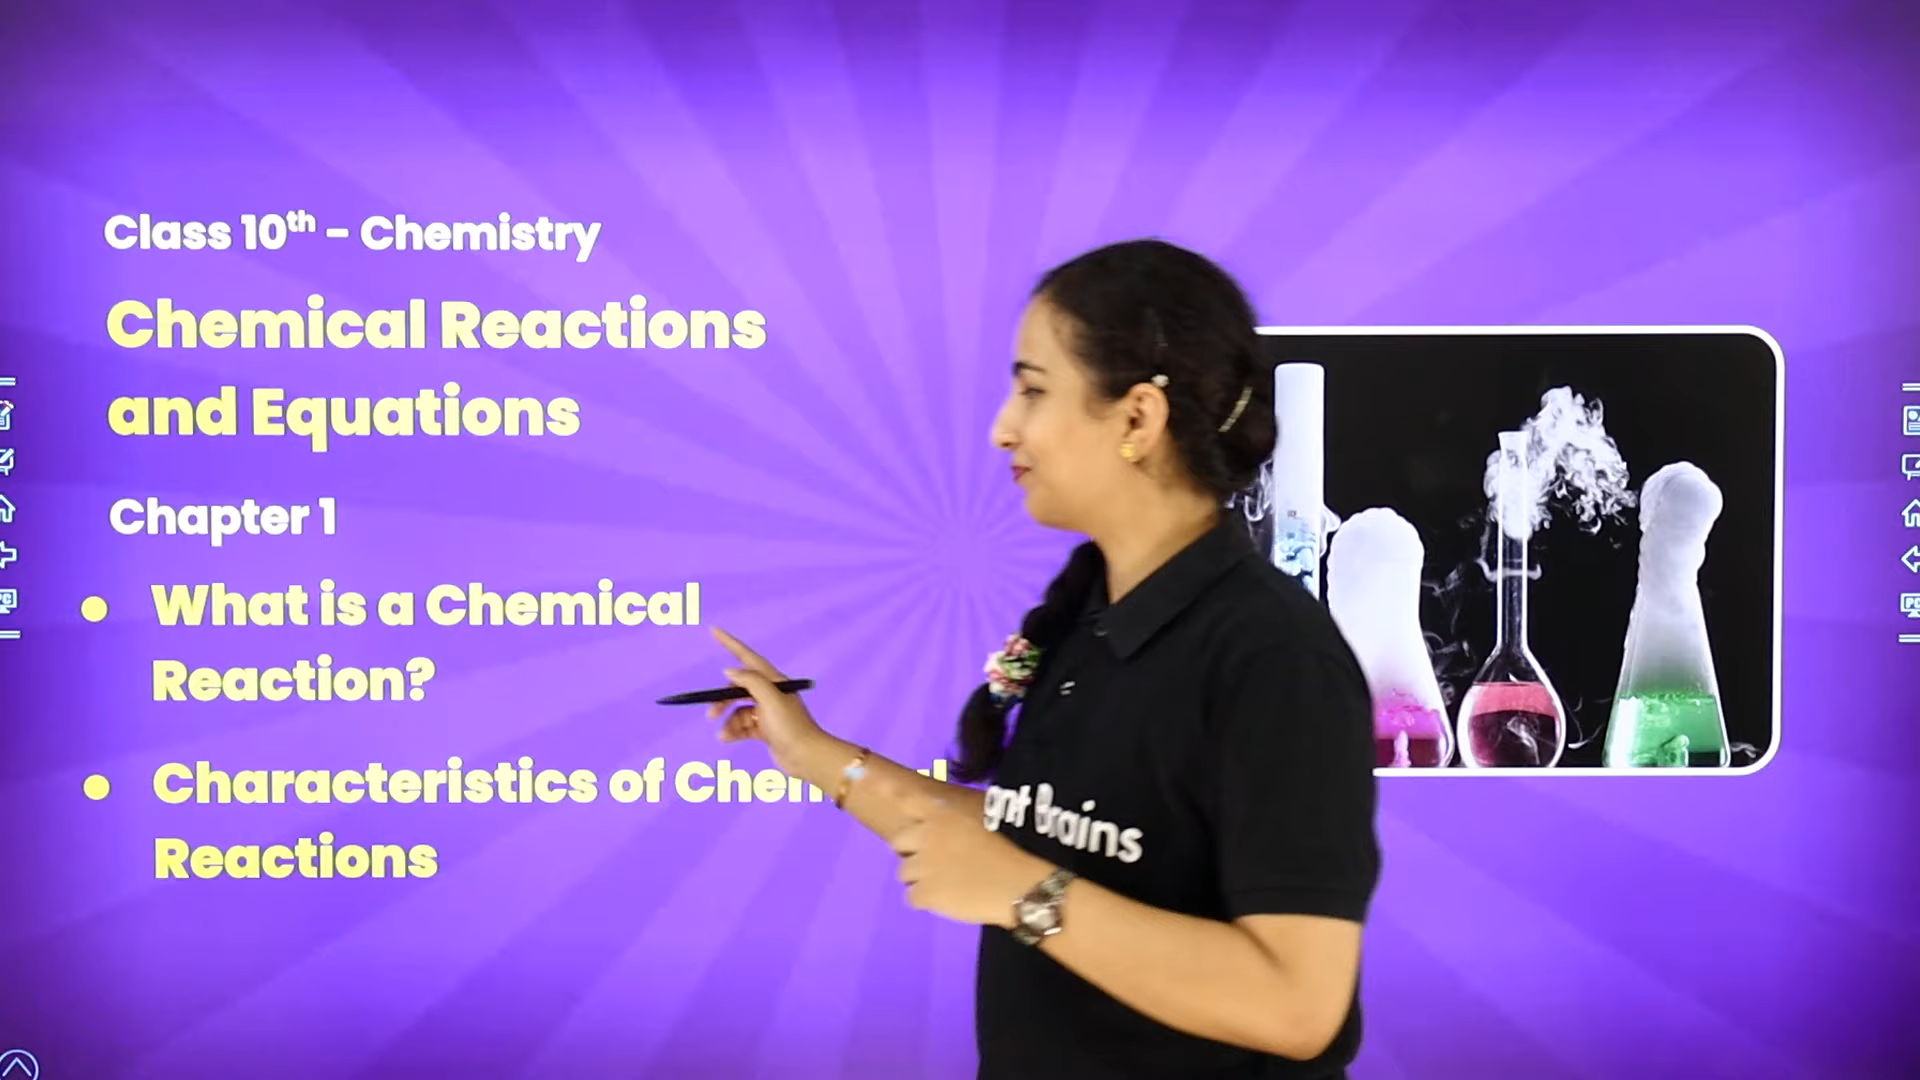 Class 10th - Chemistry
Chemical Reactions
and Equations
Chapter 1
What is a Chemical
Reaction?
Characteristics of
Reactions
Brains